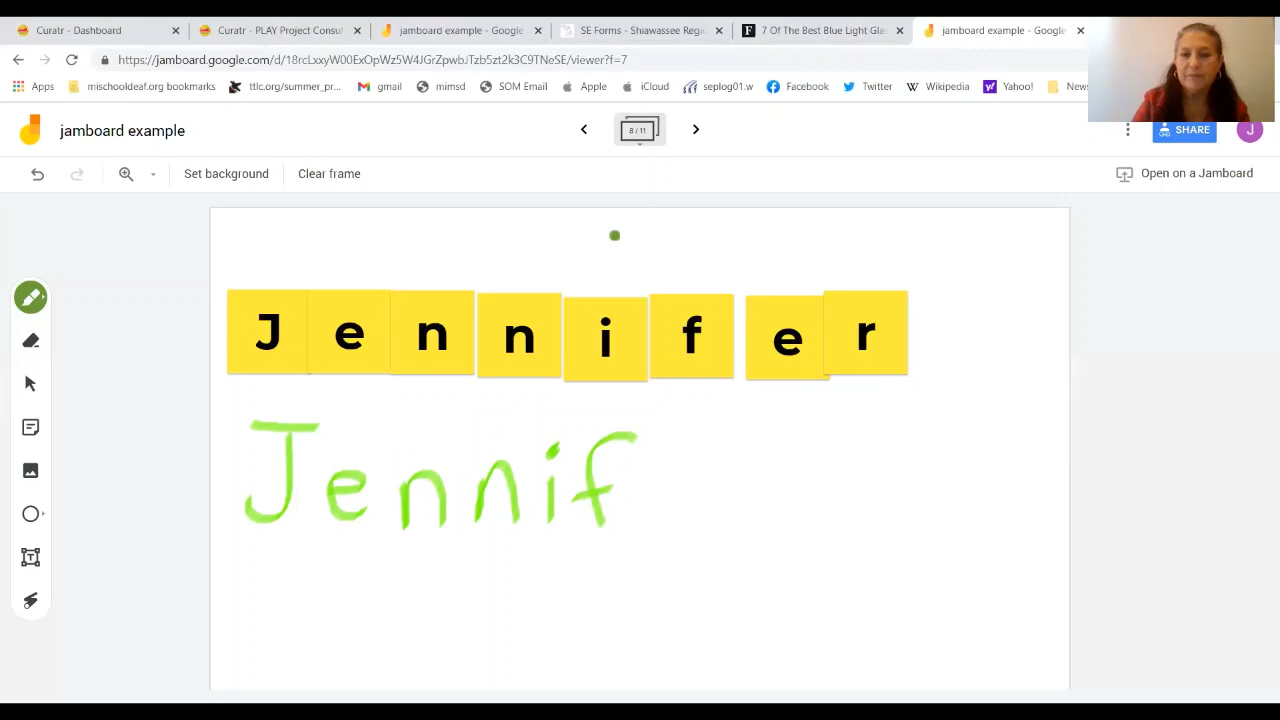 Curatr - Dashboard Curatr - PLAY Project Consu jamboard example - Google SE Forms - Shiawassee Regi 7 Of The Best Blue Light Gla jamboard example - Google
https://jamboard.google.com/d/18rcLxxyW00ExOpWz5W4JGrZpwbJTzb5zt2k3C9TNeSE/viewer?f=7
Apps mischooldeaf.org bookmarks ttlc.org/summer_pr... gmail mimsd SOM Email Apple iCloud seplog01.w Facebook Twitter Wikipedia Yahoo! News
jamboard example 8 / 11 SHARE J
Set background Clear frame Open on a Jamboard
J e n n i f e r
Jennif